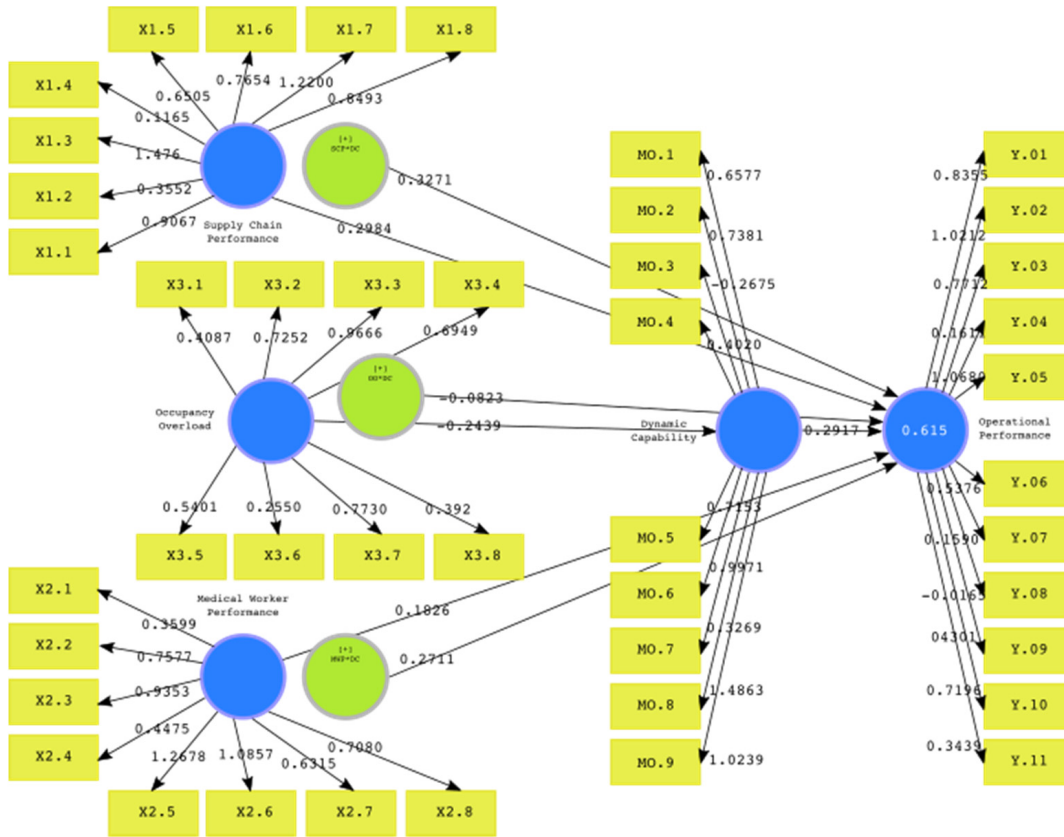 X1.5
X1.6
X1.7
X1.8
X1.4
X1.3
X1.2
X1.1
0.6505
0.7654
1.2200
0.8493
0.1165
1.476
0.3552
0.9067
Supply Chain
Performance
[+]
SCP*DC
0.3271
0.2984
X3.1
X3.2
X3.3
X3.4
0.4087
0.7252
0.9666
0.6949
Occupancy
Overload
[+]
OO*DC
-0.0823
-0.2439
0.5401
0.2550
0.7730
0.392
X3.5
X3.6
X3.7
X3.8
Medical Worker
Performance
X2.1
X2.2
X2.3
X2.4
0.3599
0.7577
0.9353
0.4475
1.2678
1.0857
0.6315
0.7080
X2.5
X2.6
X2.7
X2.8
[+]
MWP*DC
0.1826
0.2711
MO.1
MO.2
MO.3
MO.4
0.6577
0.7381
-0.2675
0.4020
Dynamic
Capability
0.2917
MO.5
MO.6
MO.7
MO.8
MO.9
0.7153
0.9971
0.3269
1.4863
1.0239
0.615
Operational
Performance
Y.01
Y.02
Y.03
Y.04
Y.05
0.8355
1.0212
0.7712
1.0689
Y.06
Y.07
Y.08
Y.09
Y.10
Y.11
0.5376
0.1590
-0.0165
04301
0.7196
0.3439